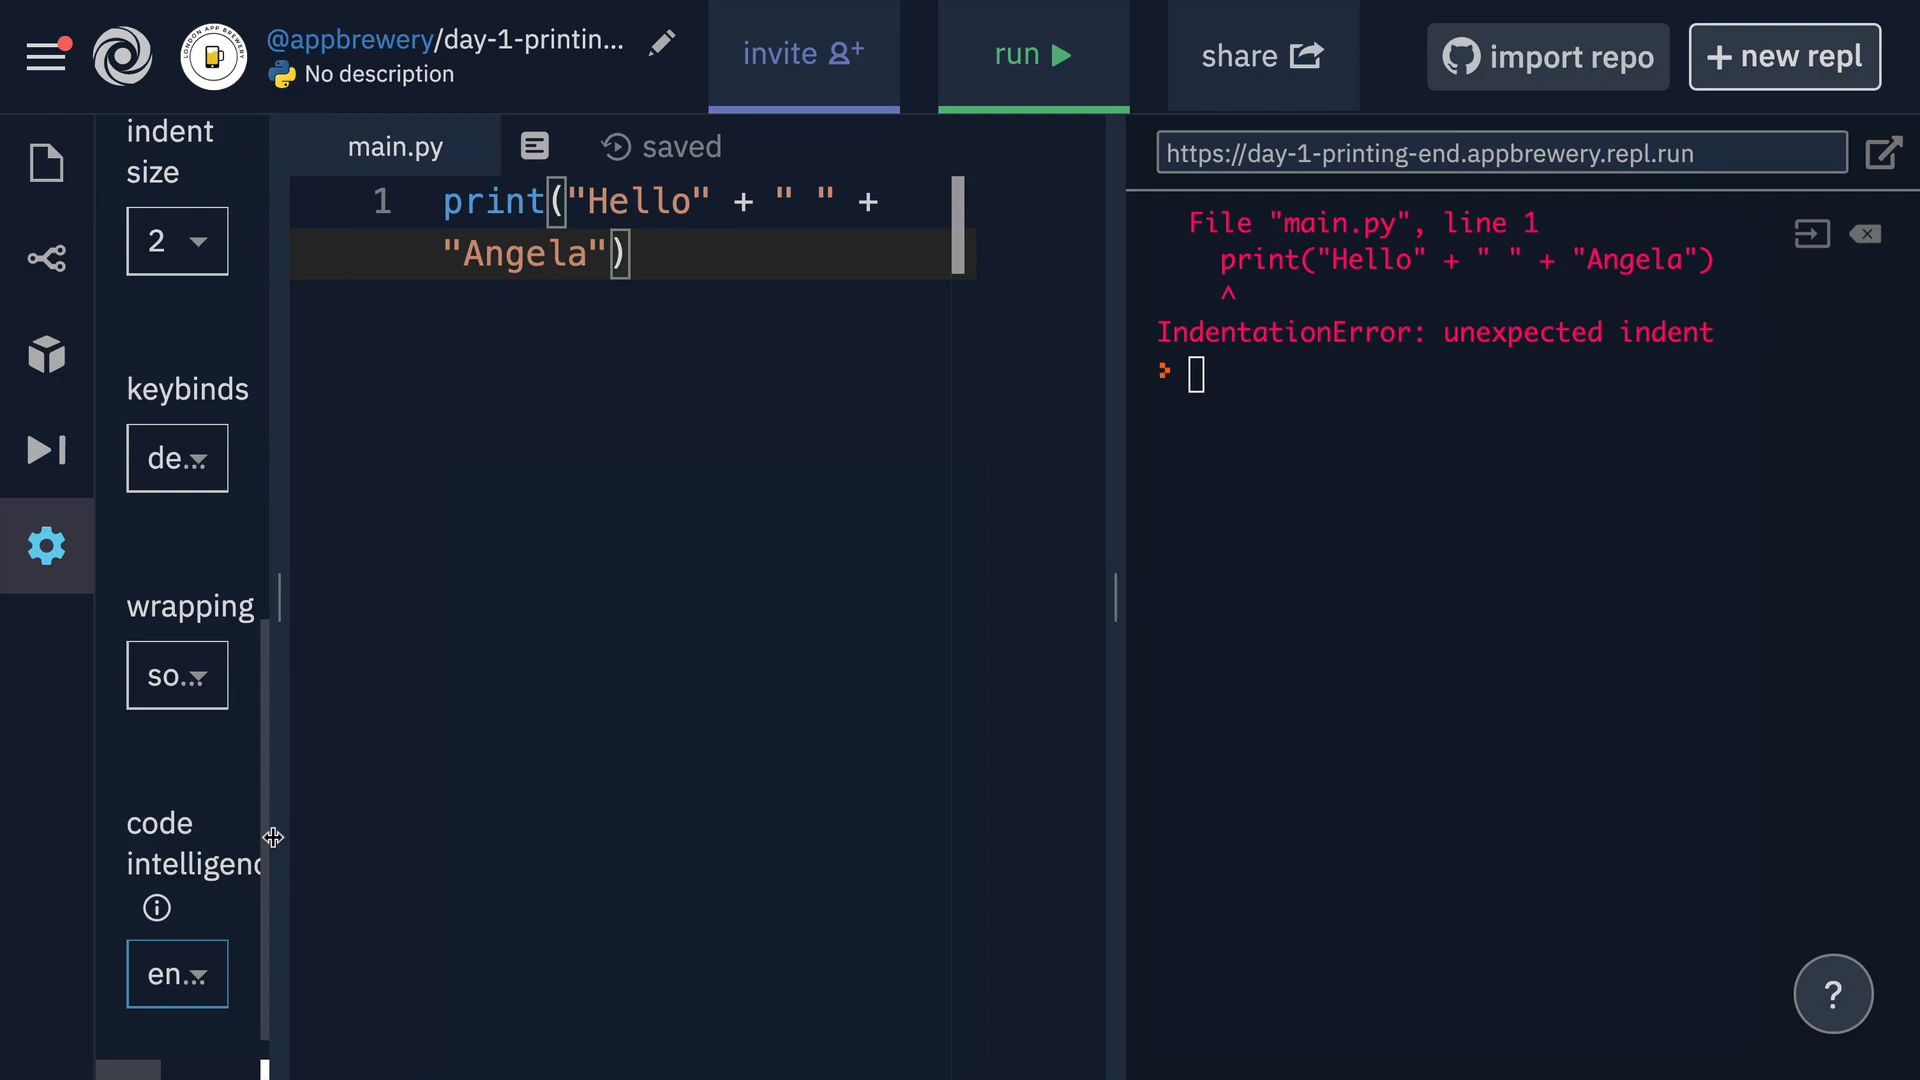 @appbrewery/day-1-printin...
No description
invite
run
share
import repo
+ new repl
indent
size
2
keybinds
de...
wrapping
so...
code
intelligenc
en...
main.py
saved
1 print("Hello" + " " +
"Angela")
https://day-1-printing-end.appbrewery.repl.run
File "main.py", line 1
print("Hello" + " " + "Angela")
^
IndentationError: unexpected indent
?